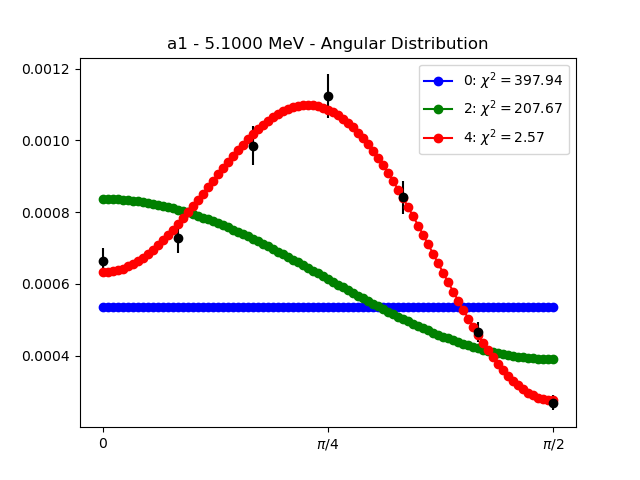 a1 - 5.1000 MeV - Angular Distribution
0.0012
0.0010
0.0008
0.0006
0.0004
0: χ² = 397.94
2: χ² = 207.67
4: χ² = 2.57
0
π/4
π/2